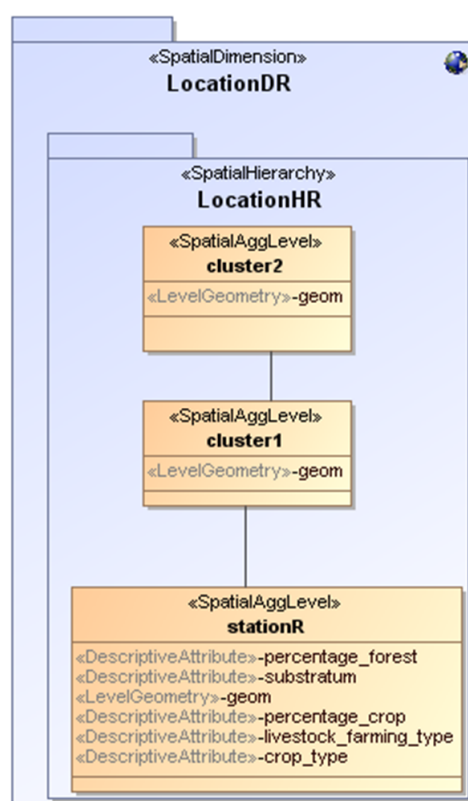 «SpatialDimension»
LocationDR
«SpatialHierarchy»
LocationHR
«SpatialAggLevel»
cluster2
«LevelGeometry»-geom
«SpatialAggLevel»
cluster1
«LevelGeometry»-geom
«SpatialAggLevel»
stationR
«DescriptiveAttribute»-percentage_forest
«DescriptiveAttribute»-substratum
«LevelGeometry»-geom
«DescriptiveAttribute»-percentage_crop
«DescriptiveAttribute»-livestock_farming_type
«DescriptiveAttribute»-crop_type